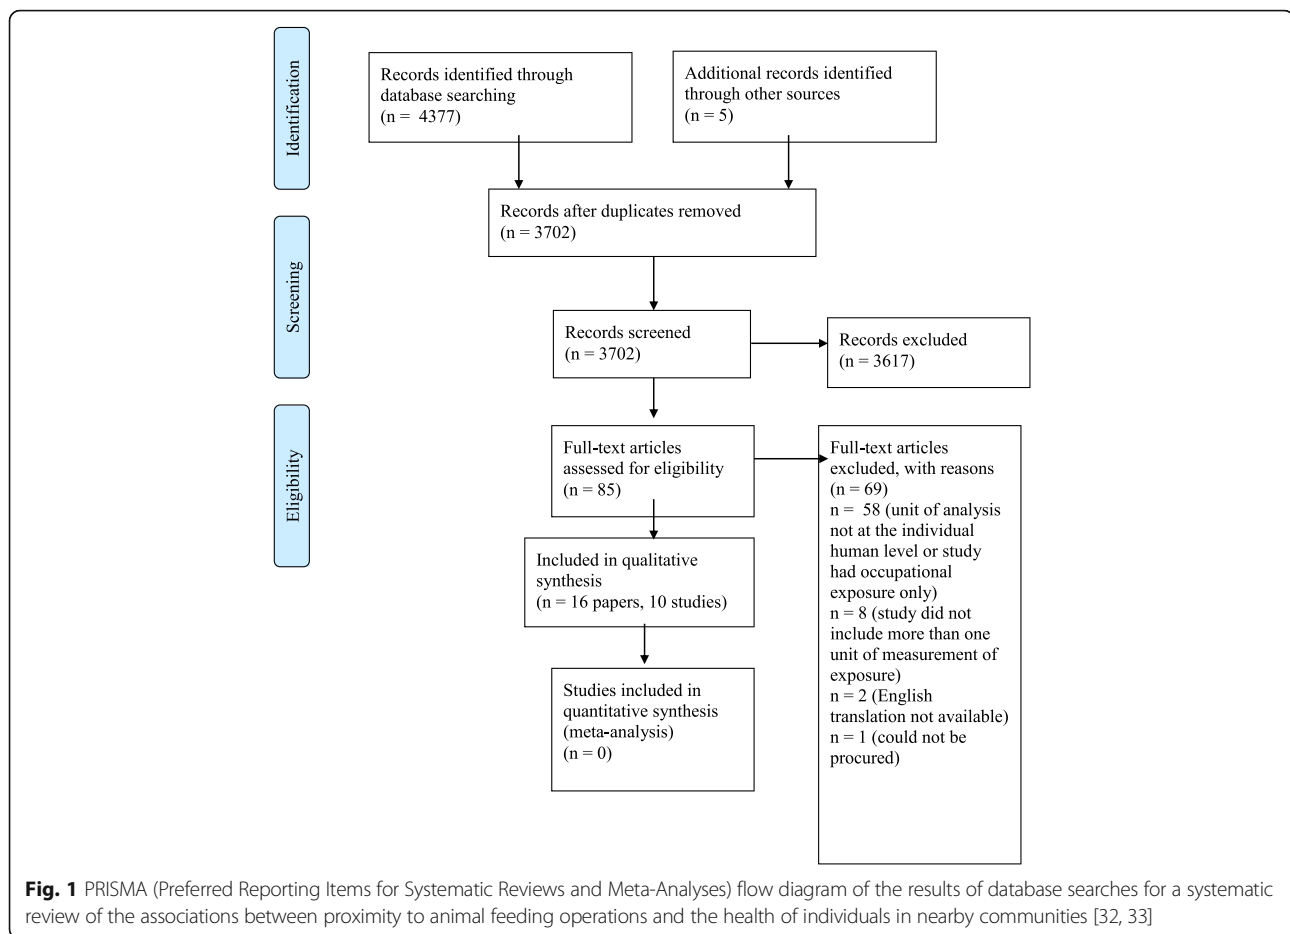 Identification
Records identified through
database searching
(n = 4377)
Additional records identified
through other sources
(n = 5)
Records after duplicates removed
(n = 3702)
Screening
Records screened
(n = 3702)
Records excluded
(n = 3617)
Eligibility
Full-text articles
assessed for eligibility
(n = 85)
Full-text articles
excluded, with reasons
(n = 69)
n = 58 (unit of analysis
not at the individual
human level or study
had occupational
exposure only)
n = 8 (study did not
include more than one
unit of measurement of
exposure)
n = 2 (English
translation not available)
n = 1 (could not be
procured)
Included in qualitative
synthesis
(n = 16 papers, 10 studies)
Studies included in
quantitative synthesis
(meta-analysis)
(n = 0)
Fig. 1 PRISMA (Preferred Reporting Items for Systematic Reviews and Meta-Analyses) flow diagram of the results of database searches for a systematic
review of the associations between proximity to animal feeding operations and the health of individuals in nearby communities [32, 33]